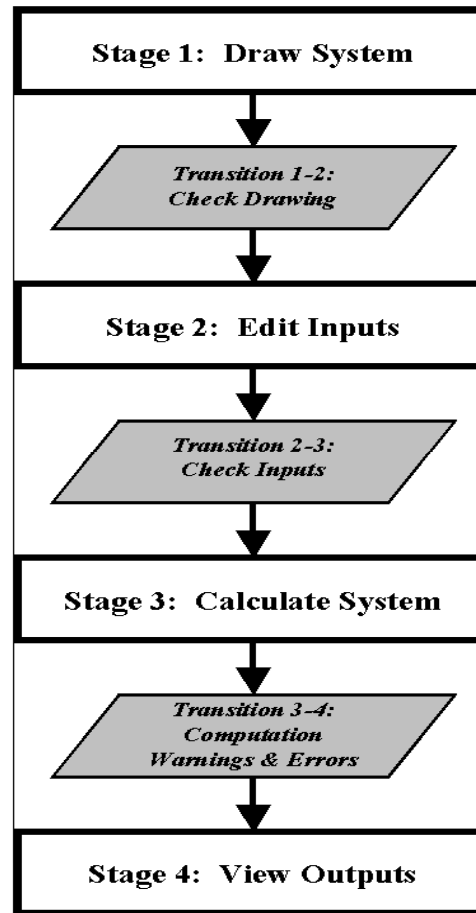 Stage 1: Draw System
Transition 1-2:
Check Drawing
Stage 2: Edit Inputs
Transition 2-3:
Check Inputs
Stage 3: Calculate System
Transition 3-4:
Computation
Warnings & Errors
Stage 4: View Outputs